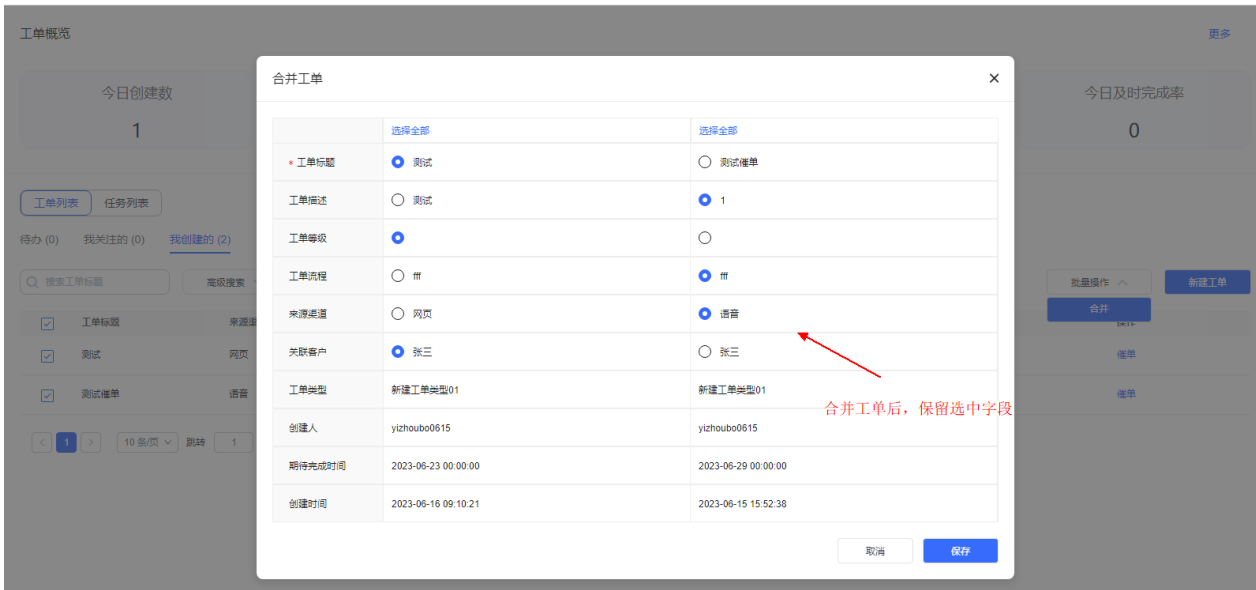 工单概览
更多
今日创建数
1
今日及时完成率
0
工单列表
任务列表
待办 (0)
我关注的 (0)
我创建的 (2)
搜索工单标题
高级搜索
批量操作
新建工单
合并
工单标题
来源渠
操作
测试
网页
催单
测试催单
语音
催单
1
10 条/页
跳转
1
合并工单
选择全部 选择全部
* 工单标题 测试 测试催单
工单描述 测试 1
工单等级
工单流程 fff fff
来源渠道 网页 语音
关联客户 张三 张三
工单类型 新建工单类型01 新建工单类型01
创建人 yizhoubo0615 yizhoubo0615
期待完成时间 2023-06-23 00:00:00 2023-06-29 00:00:00
创建时间 2023-06-16 09:10:21 2023-06-15 15:52:38
合并工单后，保留选中字段
取消
保存